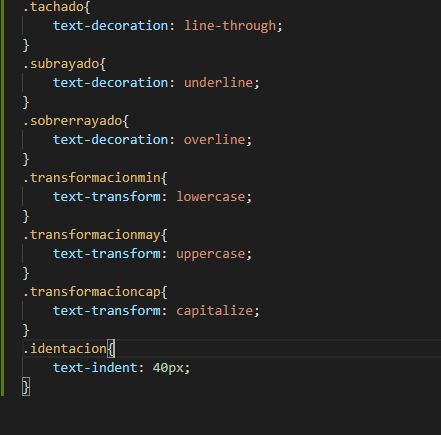 .tachado{
text-decoration: line-through;
}
.subrayado{
text-decoration: underline;
}
.sobrerrayado{
text-decoration: overline;
}
.transformacionmin{
text-transform: lowercase;
}
.transformacionmay{
text-transform: uppercase;
}
.transformacioncap{
text-transform: capitalize;
}
.identacion{
text-indent: 40px;
}